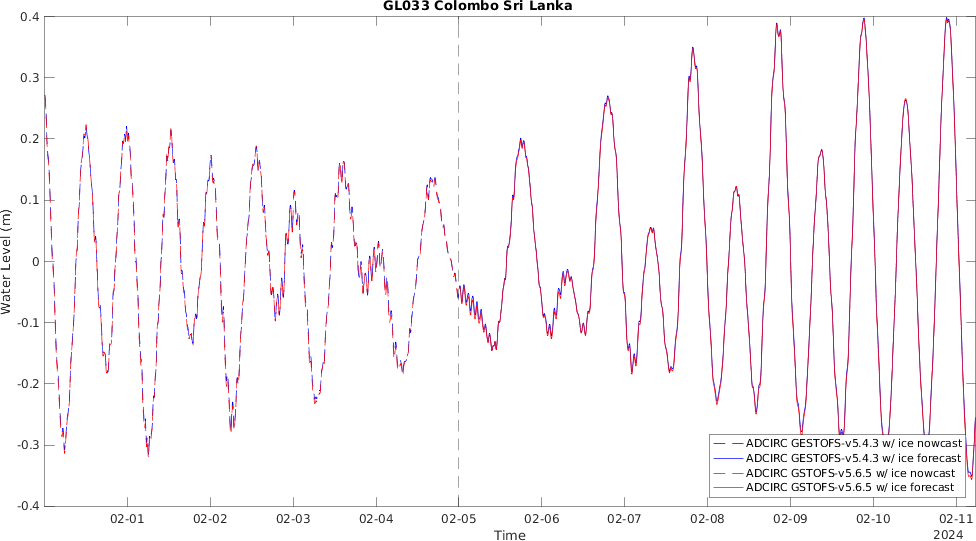 GL033 Colombo Sri Lanka
0.4
0.3
0.2
0.1
0
-0.1
-0.2
-0.3
-0.4
Water Level (m)
ADCIRC GESTOFS-v5.4.3 w/ ice nowcast
ADCIRC GESTOFS-v5.4.3 w/ ice forecast
ADCIRC GSTOFS-v5.6.5 w/ ice nowcast
ADCIRC GSTOFS-v5.6.5 w/ ice forecast
02-01 02-02 02-03 02-04 02-05 02-06 02-07 02-08 02-09 02-10 02-11
Time
2024